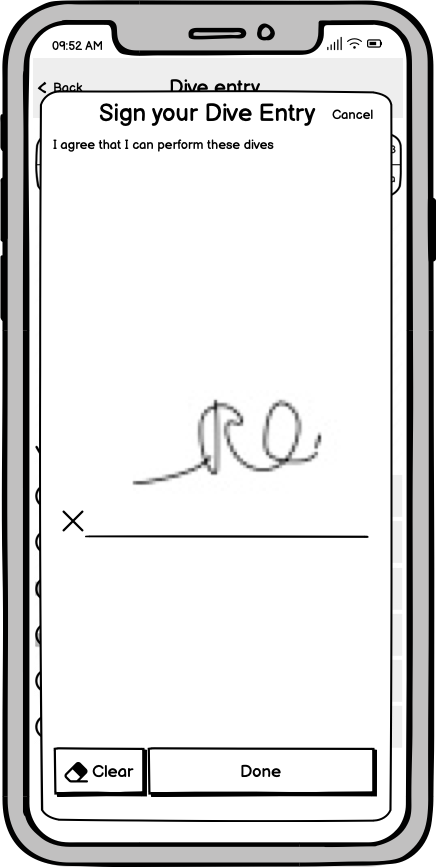 09:52 AM
Back
Dive entry
Sign your Dive Entry
Cancel
I agree that I can perform these dives
Clear
Done